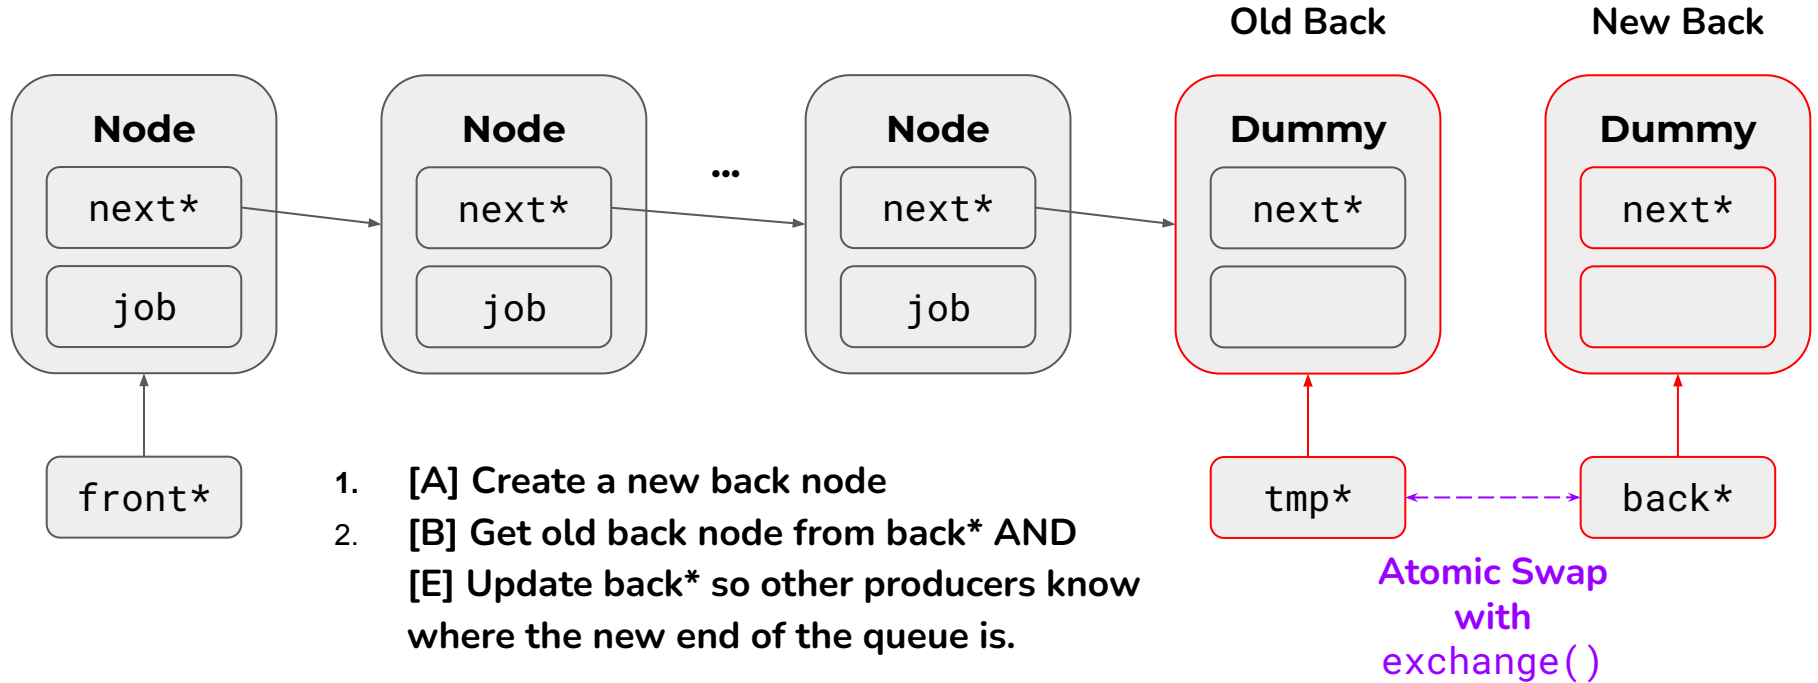 Old Back
New Back
Node
Node
Node
Dummy
Dummy
...
next*
next*
next*
next*
next*
job
job
job
front*
tmp*
back*
1. [A] Create a new back node
2. [B] Get old back node from back* AND
[E] Update back* so other producers know
where the new end of the queue is.
Atomic Swap
with
exchange()